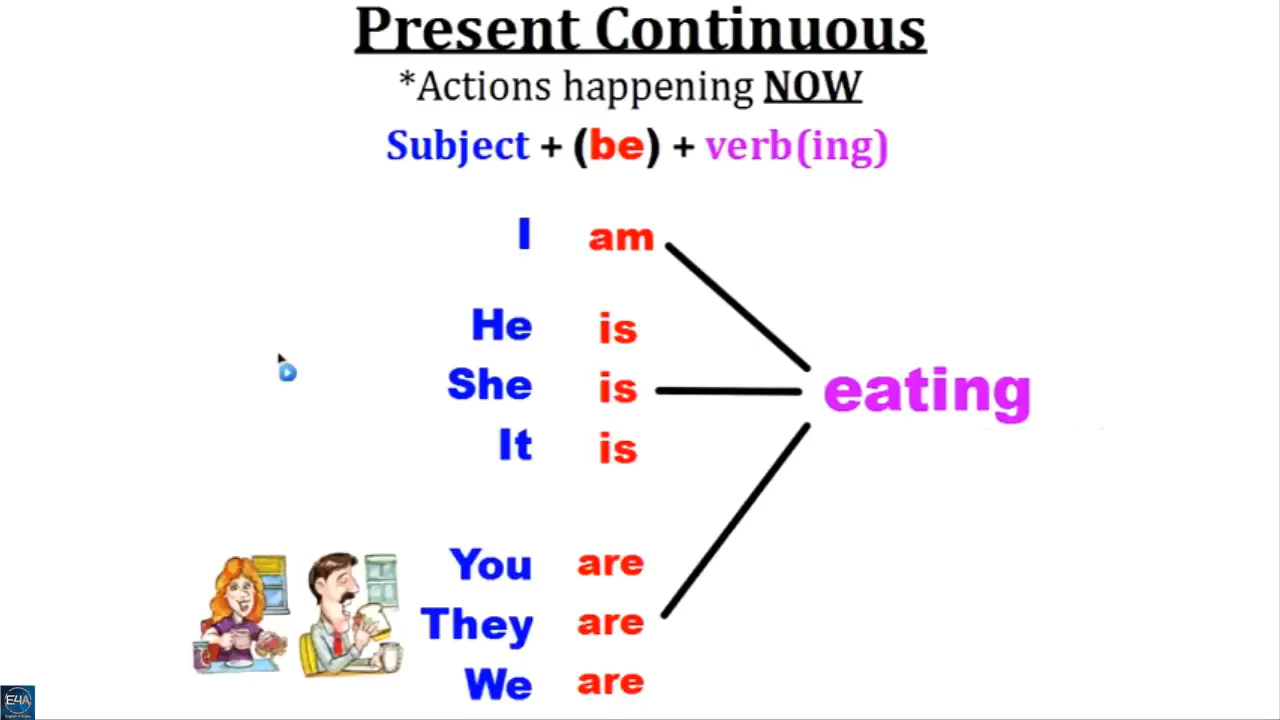 Present Continuous
*Actions happening NOW
Subject + (be) + verb(ing)
I am
He is
She is eating
It is
You are
They are
We are
E4A